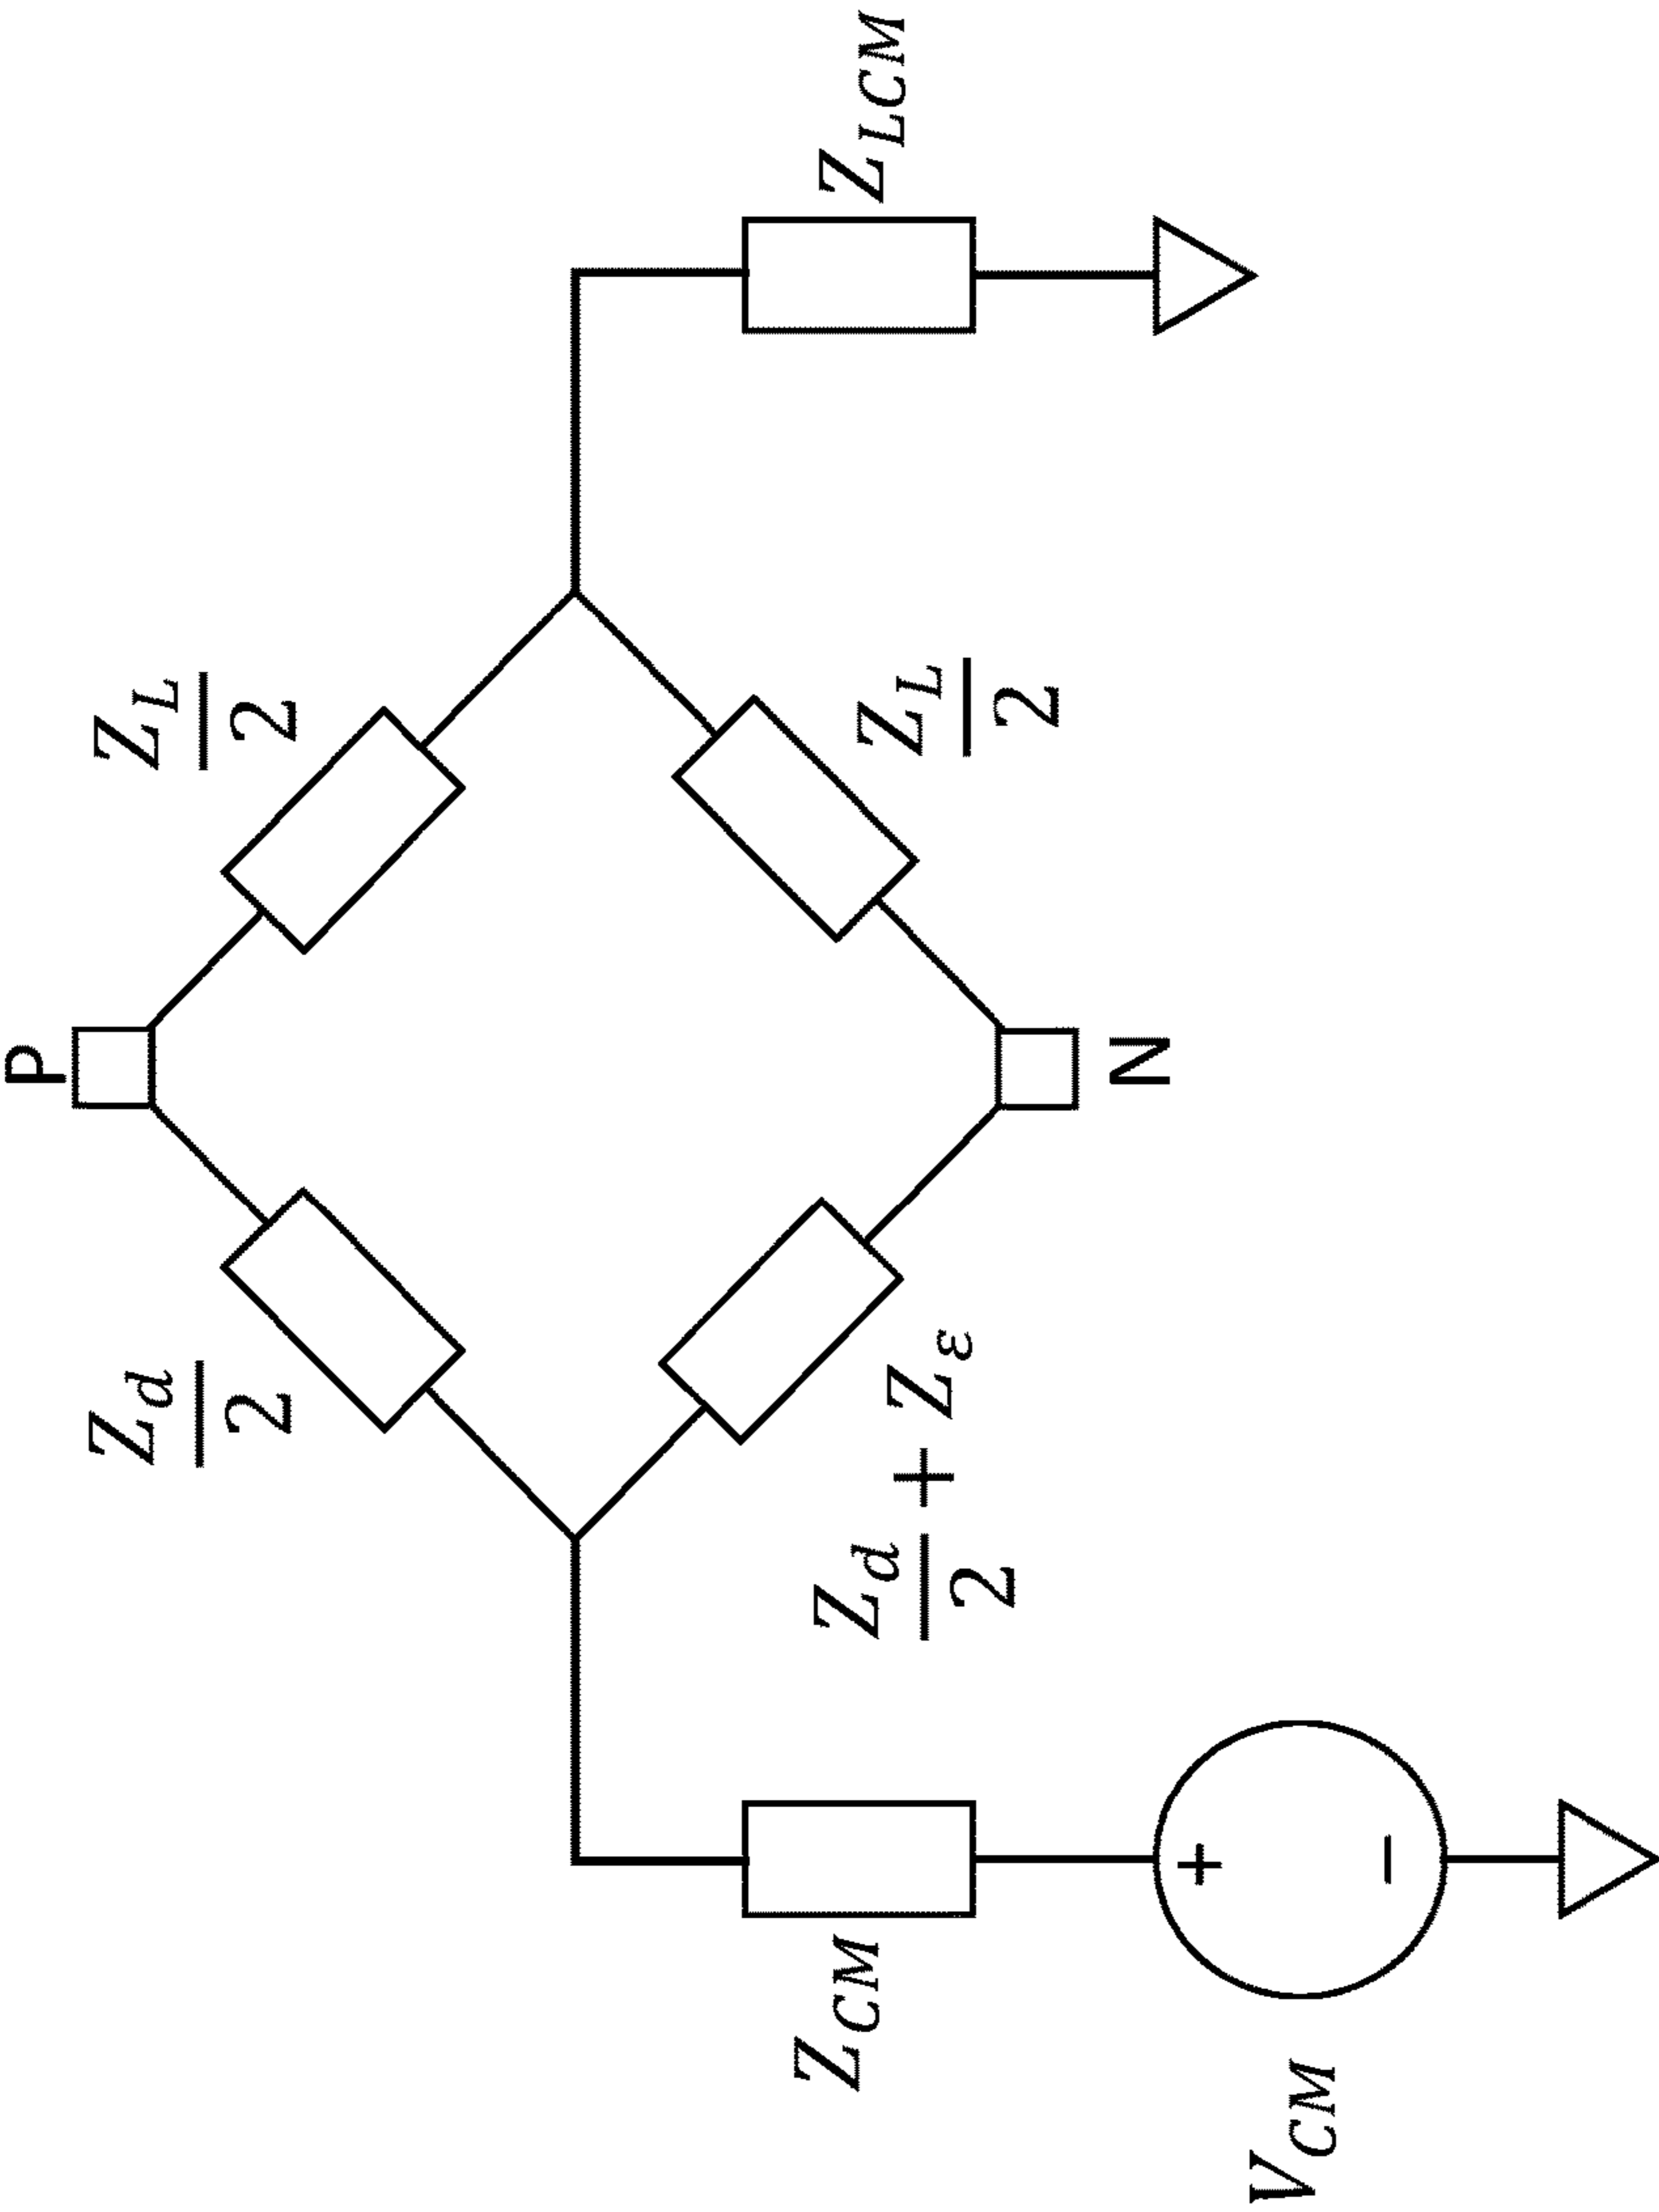 P
Z_d/2
Z_L/2
Z_d/2 + Z_ε
Z_L/2
N
Z_CM
Z_LCM
V_CM
+
−